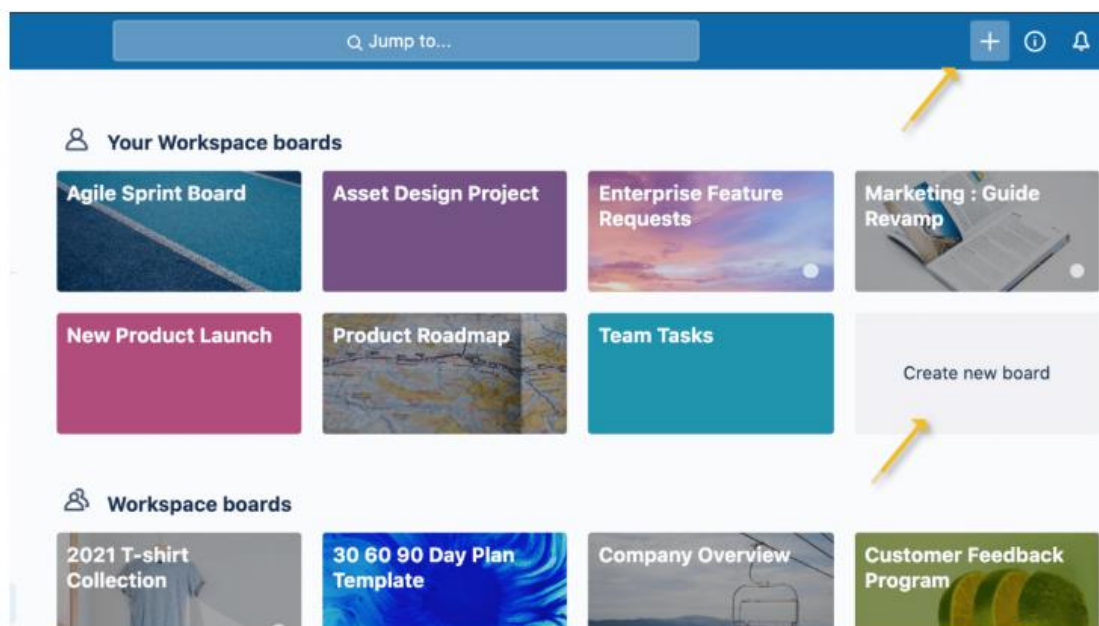 Jump to...
Your Workspace boards
Agile Sprint Board
Asset Design Project
Enterprise Feature
Requests
Marketing : Guide
Revamp
New Product Launch
Product Roadmap
Team Tasks
Create new board
Workspace boards
2021 T-shirt
Collection
30 60 90 Day Plan
Template
Company Overview
Customer Feedback
Program